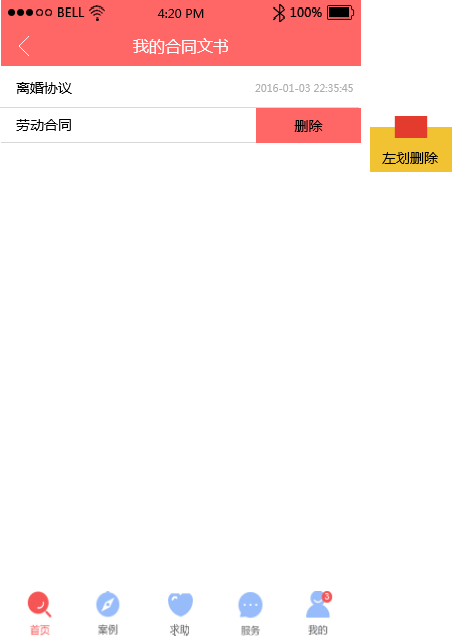 BELL 4:20 PM 100%
我的合同文书
离婚协议 2016-01-03 22:35:45
劳动合同 删除
左划删除
3
首页 案例 求助 服务 我的